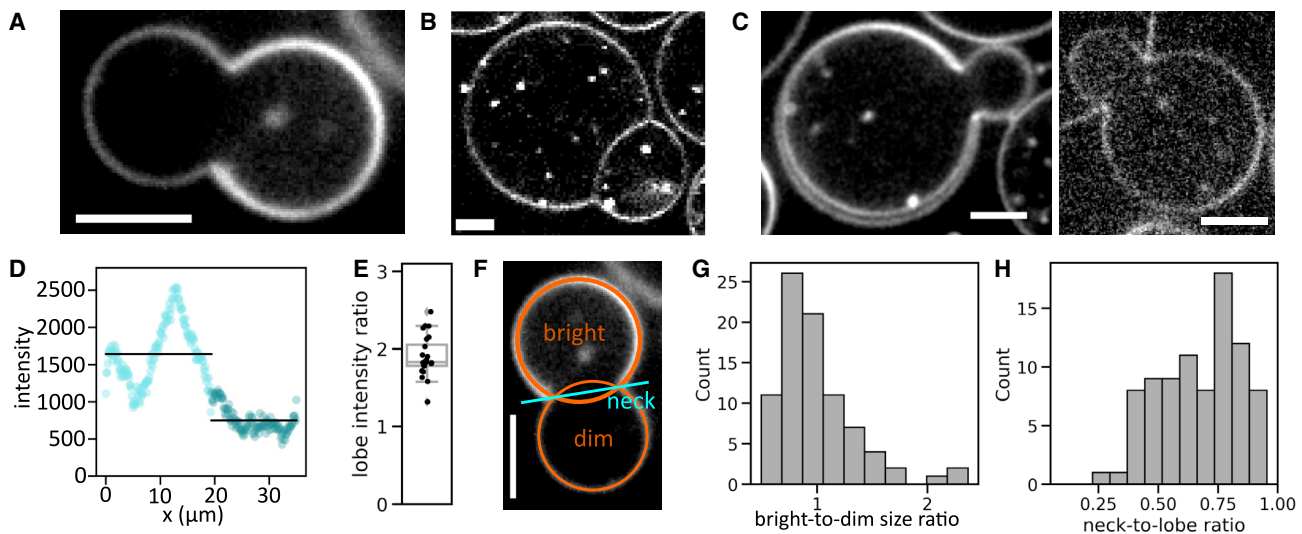 A
B
C
D
intensity
2500
2000
1500
1000
500
0
0 10 20 30
x (µm)
E
lobe intensity ratio
3
2
1
0
F
bright
neck
dim
G
Count
25
20
15
10
5
0
1 2
bright-to-dim size ratio
H
Count
15
10
5
0
0.25 0.50 0.75 1.00
neck-to-lobe ratio